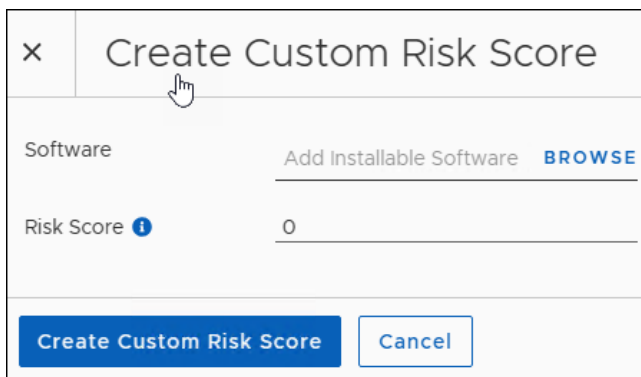 Create Custom Risk Score
Software
Add Installable Software BROWSE
Risk Score
0
Create Custom Risk Score
Cancel